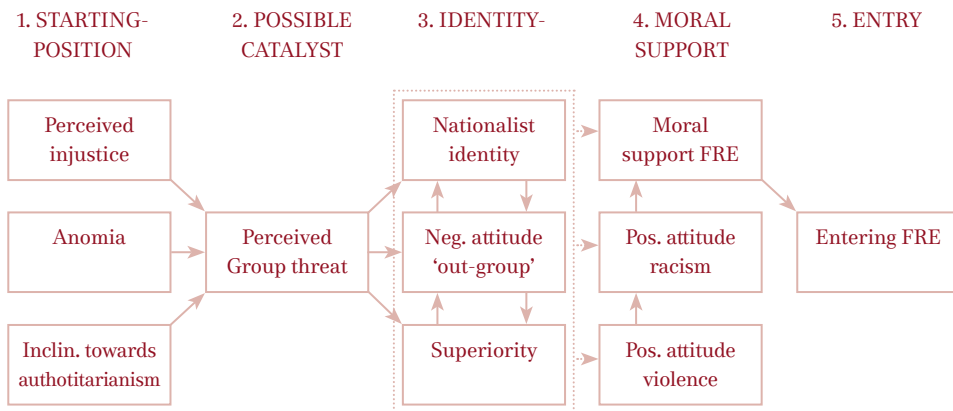 1. STARTING-
POSITION
2. POSSIBLE
CATALYST
3. IDENTITY-
4. MORAL
SUPPORT
5. ENTRY
Perceived
injustice
Nationalist
identity
Moral
support FRE
Anomia
Perceived
Group threat
Neg. attitude
‘out-group’
Pos. attitude
racism
Entering FRE
Inclin. towards
authotitarianism
Superiority
Pos. attitude
violence